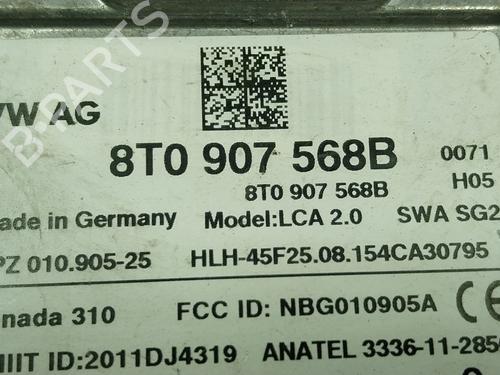 VW AG
8T0 907 568B 0071
8T0 907 568B H05
Made in Germany Model:LCA 2.0 SWA SG2
PZ 010.905-25 HLH-45F25.08.154CA30795
anada 310 FCC ID: NBG010905A CE
MIIT ID:2011DJ4319 ANATEL 3336-11-2856
B-PARTS